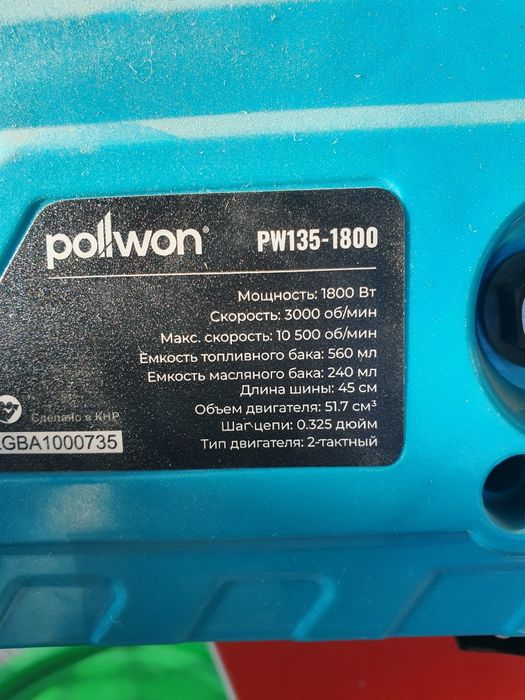 pollwon®
PW135-1800
Мощность: 1800 Вт
Скорость: 3000 об/мин
Макс. скорость: 10 500 об/мин
Емкость топливного бака: 560 мл
Емкость масляного бака: 240 мл
Длина шины: 45 см
Объем двигателя: 51.7 см³
Шаг цепи: 0.325 дюйм
Тип двигателя: 2-тактный
Сделано в КНР
GBA1000735